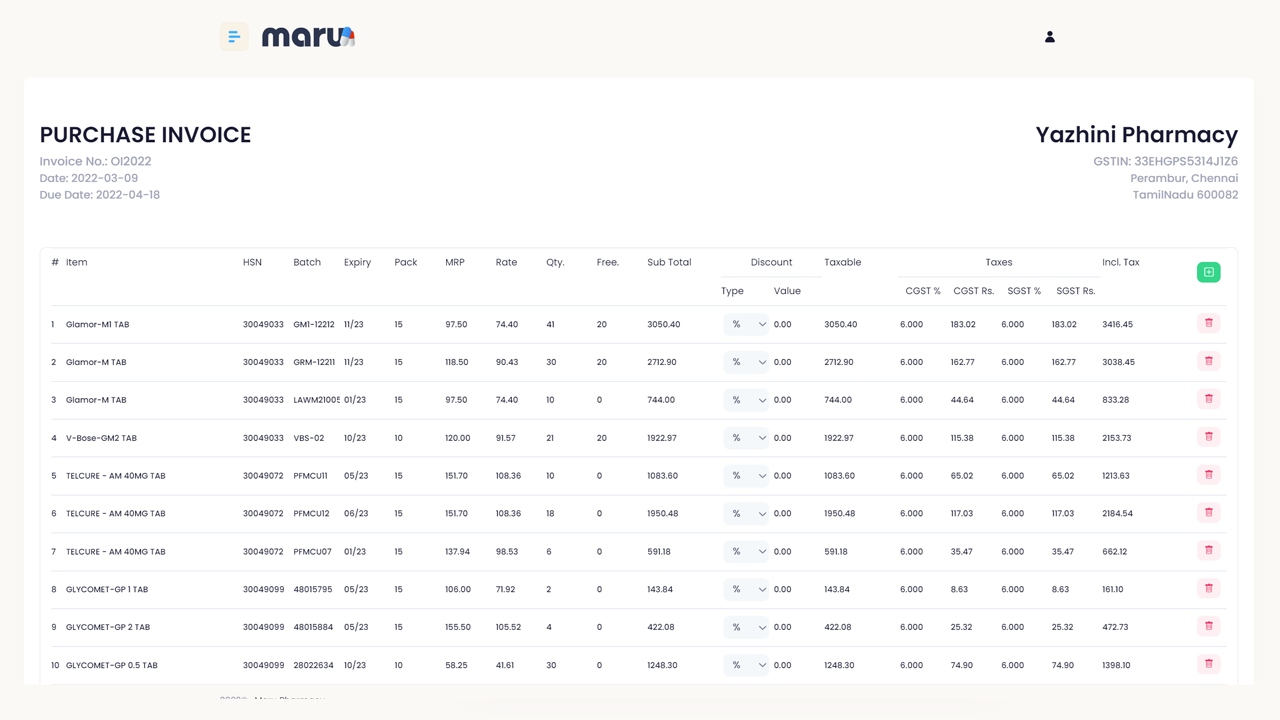 maru
PURCHASE INVOICE
Yazhini Pharmacy
Invoice No.: OI2022
GSTIN: 33EHGPS5314J1Z6
Date: 2022-03-09
Perambur, Chennai
Due Date: 2022-04-18
TamilNadu 600082
# Item HSN Batch Expiry Pack MRP Rate Qty. Free. Sub Total Discount Taxable Taxes Incl. Tax
Type Value CGST % CGST Rs. SGST % SGST Rs.
1 Glamor-M1 TAB 30049033 GM1-12212 11/23 15 97.50 74.40 41 20 3050.40 % 0.00 3050.40 6.000 183.02 6.000 183.02 3416.45
2 Glamor-M TAB 30049033 GRM-12211 11/23 15 118.50 90.43 30 20 2712.90 % 0.00 2712.90 6.000 162.77 6.000 162.77 3038.45
3 Glamor-M TAB 30049033 LAWM21005 01/23 15 97.50 74.40 10 0 744.00 % 0.00 744.00 6.000 44.64 6.000 44.64 833.28
4 V-Bose-GM2 TAB 30049033 VBS-02 10/23 10 120.00 91.57 21 20 1922.97 % 0.00 1922.97 6.000 115.38 6.000 115.38 2153.73
5 TELCURE - AM 40MG TAB 30049072 PFMCU11 05/23 15 151.70 108.36 10 0 1083.60 % 0.00 1083.60 6.000 65.02 6.000 65.02 1213.63
6 TELCURE - AM 40MG TAB 30049072 PFMCU12 06/23 15 151.70 108.36 18 0 1950.48 % 0.00 1950.48 6.000 117.03 6.000 117.03 2184.54
7 TELCURE - AM 40MG TAB 30049072 PFMCU07 01/23 15 137.94 98.53 6 0 591.18 % 0.00 591.18 6.000 35.47 6.000 35.47 662.12
8 GLYCOMET-GP 1 TAB 30049099 48015795 05/23 15 106.00 71.92 2 0 143.84 % 0.00 143.84 6.000 8.63 6.000 8.63 161.10
9 GLYCOMET-GP 2 TAB 30049099 48015884 05/23 15 155.50 105.52 4 0 422.08 % 0.00 422.08 6.000 25.32 6.000 25.32 472.73
10 GLYCOMET-GP 0.5 TAB 30049099 28022634 10/23 10 58.25 41.61 30 0 1248.30 % 0.00 1248.30 6.000 74.90 6.000 74.90 1398.10